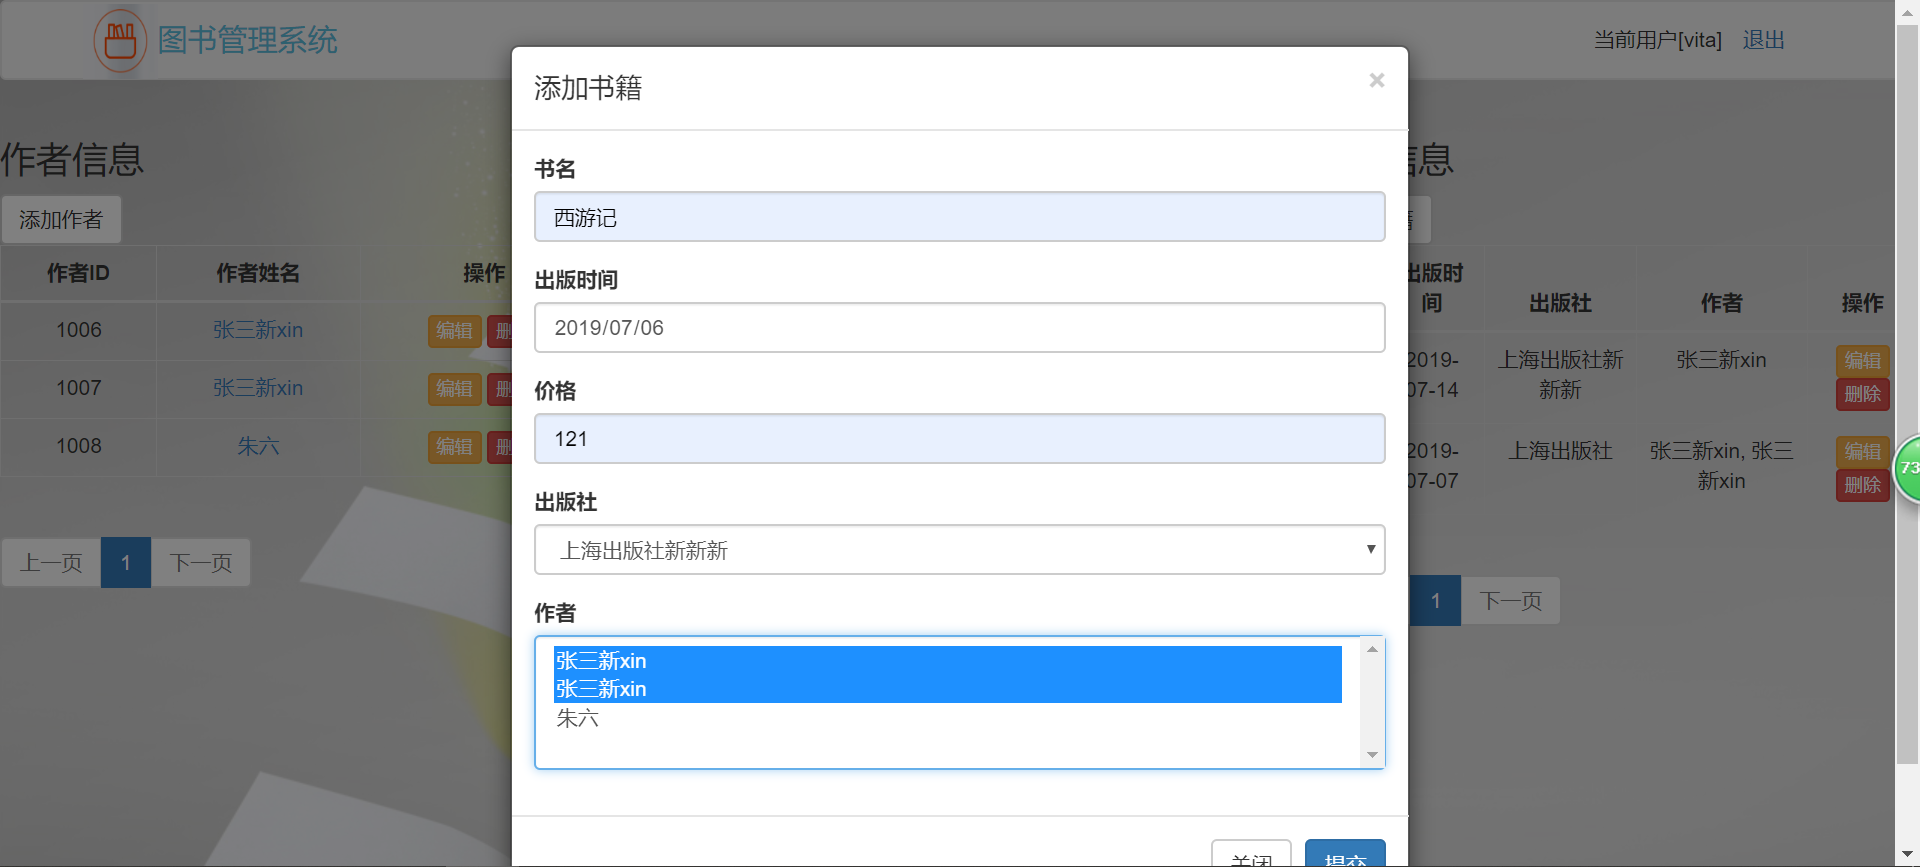 图书管理系统
当前用户[vita] 退出
作者信息
添加作者
作者ID 作者姓名 操作
1006 张三新xin 编辑 删
1007 张三新xin 编辑 删
1008 朱六 编辑 删
上一页 1 下一页
添加书籍 ×
书名
西游记
出版时间
2019/07/06
价格
121
出版社
上海出版社新新新
作者
张三新xin
张三新xin
朱六
关闭 提交
信息
出版时
间 出版社 作者 操作
2019-
07-14 上海出版社新
新新 张三新xin 编辑
删除
2019-
07-07 上海出版社 张三新xin, 张三
新xin 编辑
删除
1 下一页
73